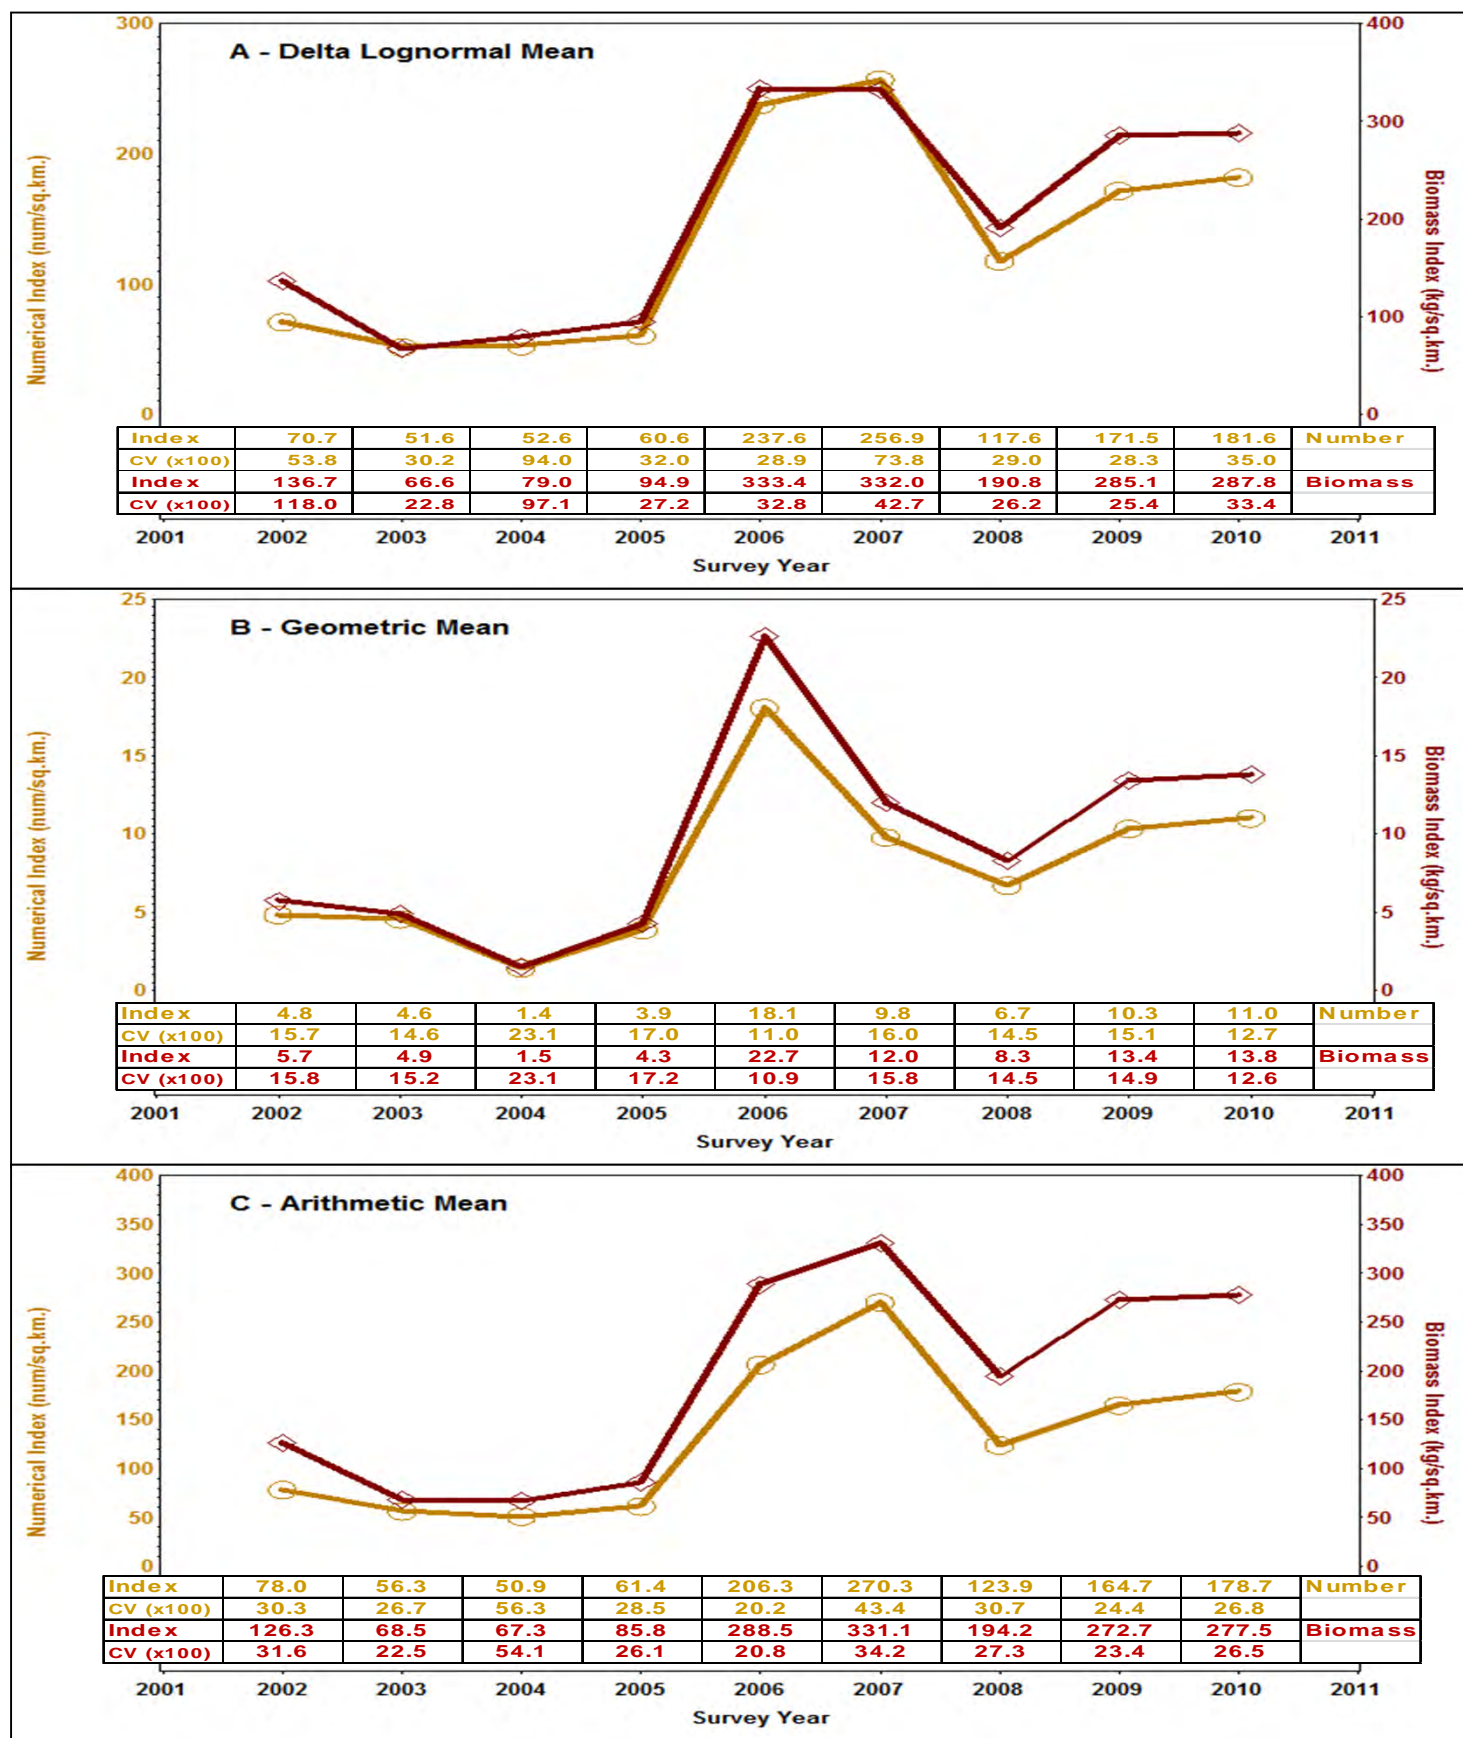 A - Delta Lognormal Mean
Numerical Index (num/sq.km.)
Biomass Index (kg/sq.km.)
300
200
100
0
400
300
200
100
0
Index 70.7 51.6 52.6 60.6 237.6 256.9 117.6 171.5 181.6 Number
CV (x100) 53.8 30.2 94.0 32.0 28.9 73.8 29.0 28.3 35.0
Index 136.7 66.6 79.0 94.9 333.4 332.0 190.8 285.1 287.8 Biomass
CV (x100) 118.0 22.8 97.1 27.2 32.8 42.7 26.2 25.4 33.4
2001 2002 2003 2004 2005 2006 2007 2008 2009 2010 2011
Survey Year
B - Geometric Mean
Numerical Index (num/sq.km.)
Biomass Index (kg/sq.km.)
25
20
15
10
5
0
25
20
15
10
5
0
Index 4.8 4.6 1.4 3.9 18.1 9.8 6.7 10.3 11.0 Number
CV (x100) 15.7 14.6 23.1 17.0 11.0 16.0 14.5 15.1 12.7
Index 5.7 4.9 1.5 4.3 22.7 12.0 8.3 13.4 13.8 Biomass
CV (x100) 15.8 15.2 23.1 17.2 10.9 15.8 14.5 14.9 12.6
2001 2002 2003 2004 2005 2006 2007 2008 2009 2010 2011
Survey Year
C - Arithmetic Mean
Numerical Index (num/sq.km.)
Biomass Index (kg/sq.km.)
400
350
300
250
200
150
100
50
0
400
350
300
250
200
150
100
50
0
Index 78.0 56.3 50.9 61.4 206.3 270.3 123.9 164.7 178.7 Number
CV (x100) 30.3 26.7 56.3 28.5 20.2 43.4 30.7 24.4 26.8
Index 126.3 68.5 67.3 85.8 288.5 331.1 194.2 272.7 277.5 Biomass
CV (x100) 31.6 22.5 54.1 26.1 20.8 34.2 27.3 23.4 26.5
2001 2002 2003 2004 2005 2006 2007 2008 2009 2010 2011
Survey Year